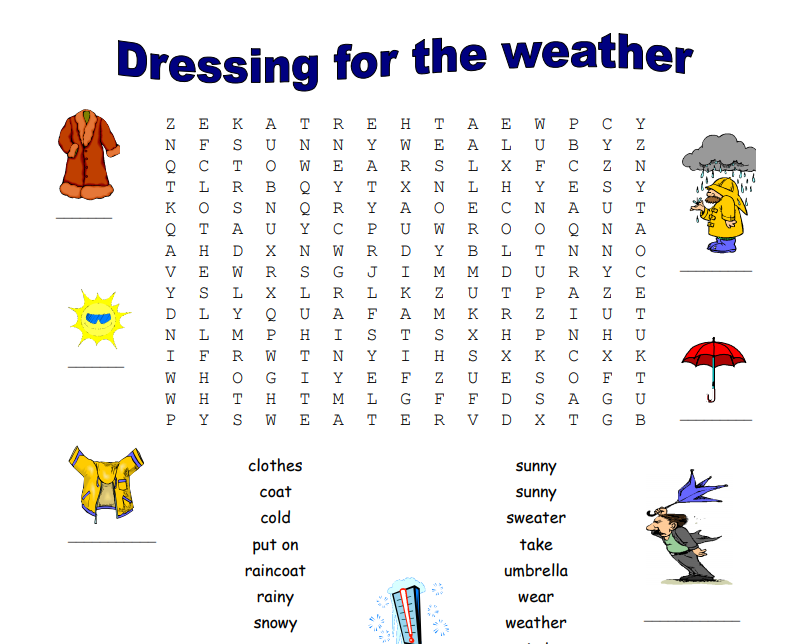 Dressing for the weather
Z E K A T R E H T A E W P C Y
N F S U N N Y W E A L U B Y Z
Q C T O W E A R S L X F C Z N
T L R B Q Y T X N L H Y E S Y
K O S N Q R Y A O E C N A U T
Q T A U Y C P U W R O O Q N A
A H D X N W R D Y B L T N N O
V E W R S G J I M M D U R Y C
Y S L X L R L K Z U T P A Z E
D L Y Q U A F A M K R Z I U T
N L M P H I S T S X H P N H U
I F R W T N Y I H S X K C X K
W H O G I Y E F Z U E S O F T
W H T H T M L G F F D S A G U
P Y S W E A T E R V D X T G B
clothes
coat
cold
put on
raincoat
rainy
snowy
sunny
sunny
sweater
take
umbrella
wear
weather